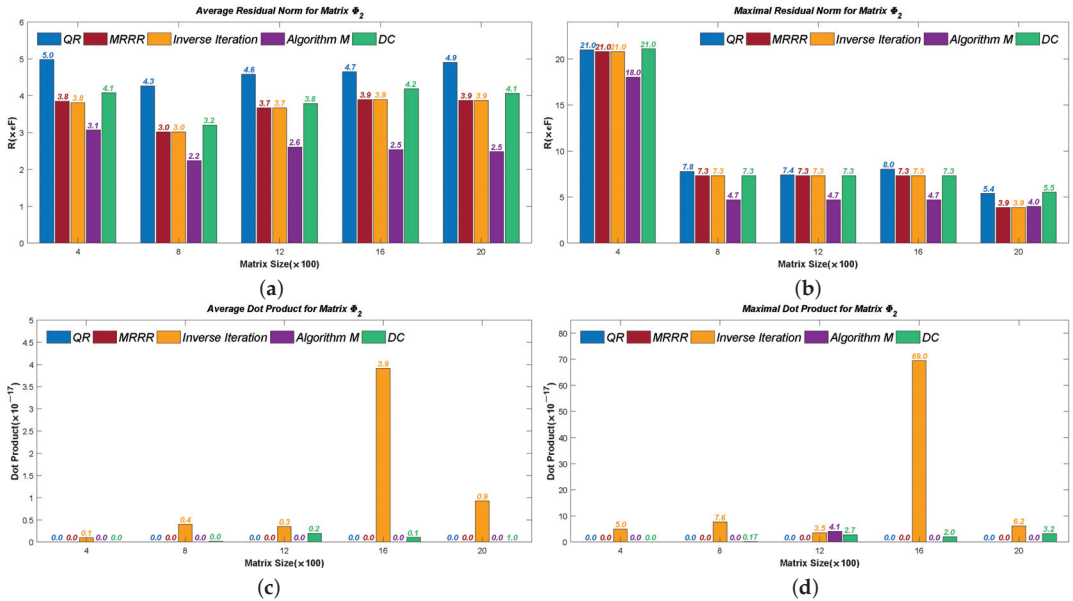 Average Residual Norm for Matrix Φ2
QR MRRR Inverse Iteration Algorithm M DC
R(×εF)
6
5
4
3
2
1
0
5.0 3.8 3.8 3.1 4.1
4.3 3.0 3.0 2.2 3.2
4.6 3.7 3.7 2.6 3.8
4.7 3.9 3.9 2.5 4.2
4.9 3.9 3.9 2.5 4.1
4 8 12 16 20
Matrix Size(×100)
(a)
Maximal Residual Norm for Matrix Φ2
QR MRRR Inverse Iteration Algorithm M DC
R(×εF)
20
15
10
5
0
21.0 21.0 21.0 18.0 21.0
7.8 7.3 7.3 4.7 7.3
7.4 7.3 7.3 4.7 7.3
8.0 7.3 7.3 4.7 7.3
5.4 3.9 3.9 4.0 5.5
4 8 12 16 20
Matrix Size(×100)
(b)
Average Dot Product for Matrix Φ2
QR MRRR Inverse Iteration Algorithm M DC
Dot Product(×10−17)
5
4.5
4
3.5
3
2.5
2
1.5
1
0.5
0
0.0 0.0 0.1 0.0 0.0
0.0 0.0 0.4 0.0 0.0
0.0 0.0 0.3 0.0 0.2
0.0 0.0 3.9 0.0 0.1
0.0 0.0 0.9 0.0 1.0
4 8 12 16 20
Matrix Size(×100)
(c)
Maximal Dot Product for Matrix Φ2
QR MRRR Inverse Iteration Algorithm M DC
Dot Product(×10−17)
80
70
60
50
40
30
20
10
0
0.0 0.0 5.0 0.0 0.0
0.0 0.0 7.6 0.0 0.17
0.0 0.0 3.5 4.1 2.7
0.0 0.0 69.0 0.0 2.0
0.0 0.0 6.2 0.0 3.2
4 8 12 16 20
Matrix Size(×100)
(d)